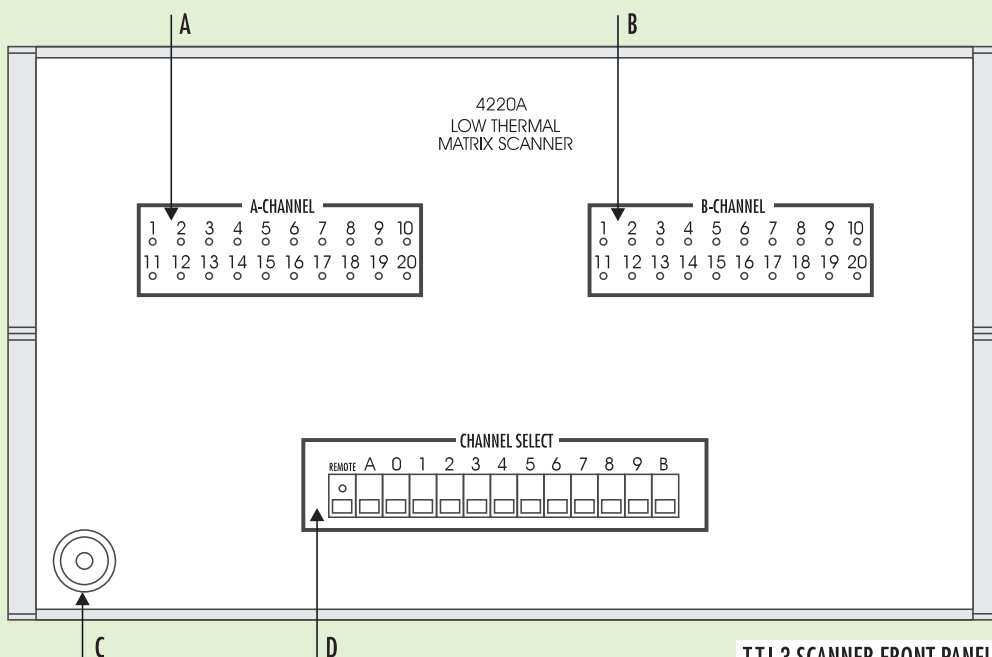 A
B
4220A
LOW THERMAL
MATRIX SCANNER
A-CHANNEL
1 2 3 4 5 6 7 8 9 10
11 12 13 14 15 16 17 18 19 20
B-CHANNEL
1 2 3 4 5 6 7 8 9 10
11 12 13 14 15 16 17 18 19 20
CHANNEL SELECT
REMOTE A 0 1 2 3 4 5 6 7 8 9 B
C
D
SCANNER FRONT PANEL